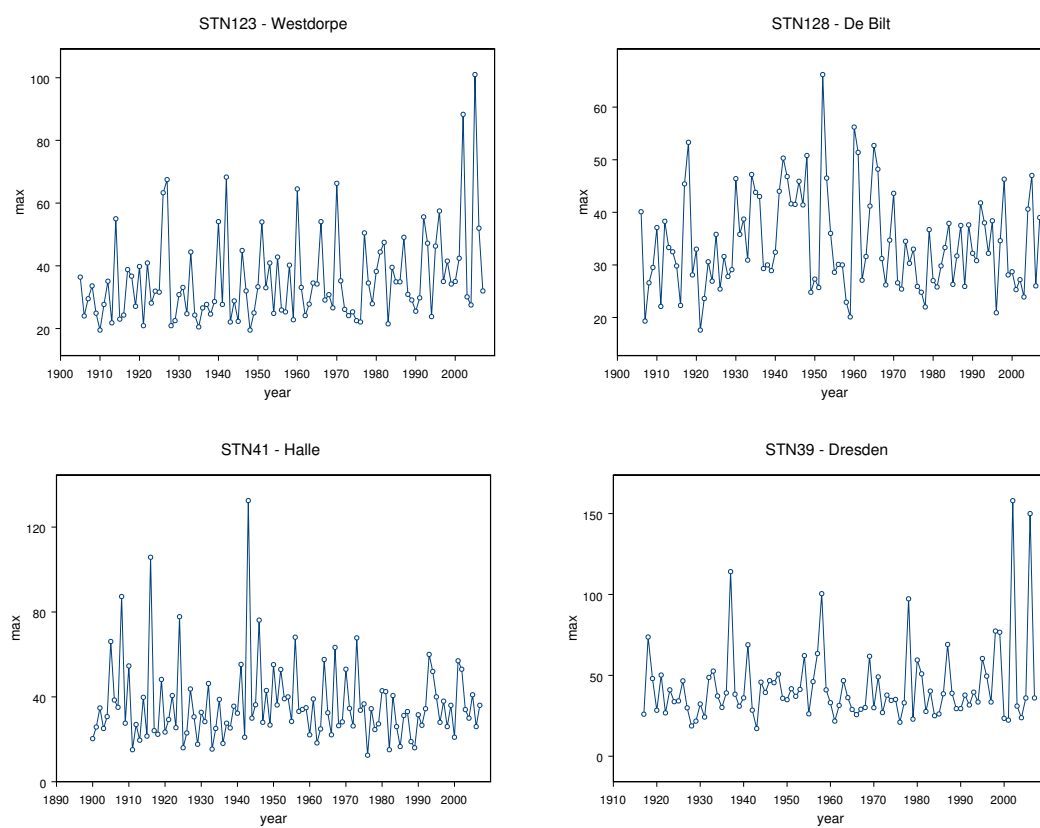 STN123 - Westdorpe
max
100
80
60
40
20
1900 1910 1920 1930 1940 1950 1960 1970 1980 1990 2000
year
STN128 - De Bilt
max
60
50
40
30
20
1900 1910 1920 1930 1940 1950 1960 1970 1980 1990 2000
year
STN41 - Halle
max
120
80
40
0
1890 1900 1910 1920 1930 1940 1950 1960 1970 1980 1990 2000
year
STN39 - Dresden
max
150
100
50
0
1910 1920 1930 1940 1950 1960 1970 1980 1990 2000
year